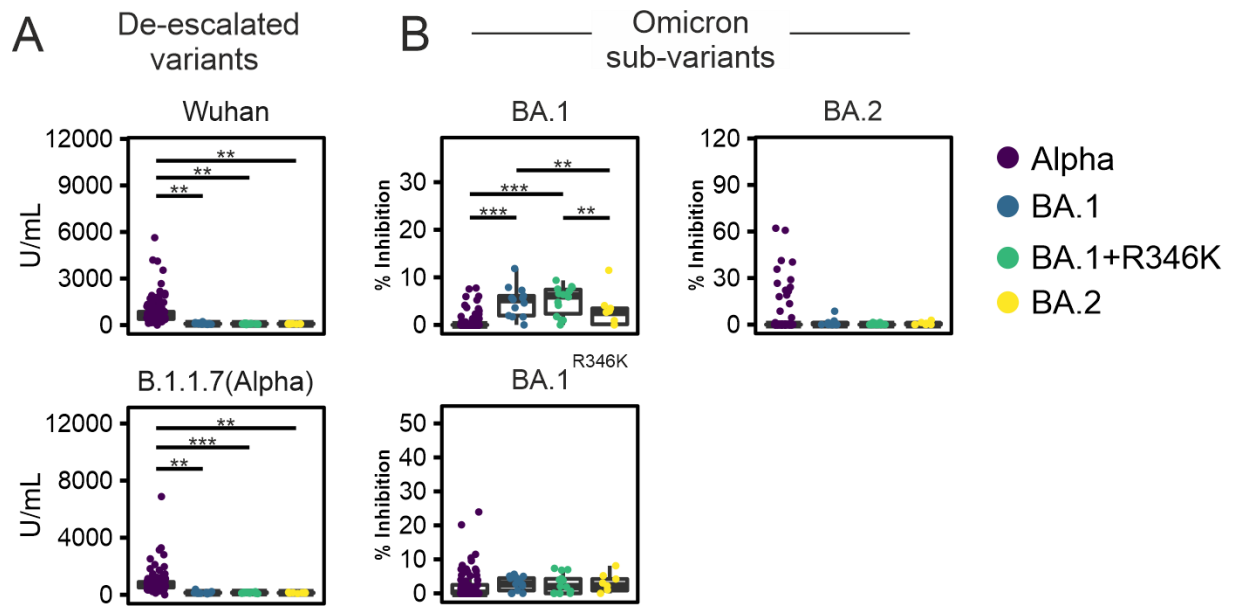 A
De-escalated
variants
B
Omicron
sub-variants
Wuhan
12000
9000
6000
3000
0
U/mL
**
**
**
BA.1
30
20
10
0
% Inhibition
**
***
***
**
BA.2
120
90
60
30
0
% Inhibition
Alpha
BA.1
BA.1+R346K
BA.2
B.1.1.7(Alpha)
12000
8000
4000
0
U/mL
**
***
**
BA.1R346K
50
40
30
20
10
0
% Inhibition